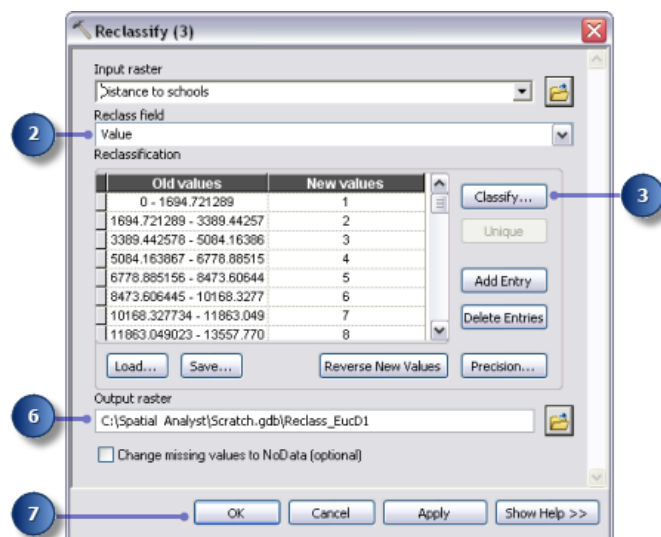 Reclassify (3)
Input raster
Distance to schools
Reclass field
2
Value
Reclassification
Old values New values
0 - 1694.721289 1
1694.721289 - 3389.44257 2
3389.442578 - 5084.16386 3
5084.163867 - 6778.88515 4
6778.885156 - 8473.60644 5
8473.606445 - 10168.3277 6
10168.327734 - 11863.049 7
11863.049023 - 13557.770 8
Classify...
3
Unique
Add Entry
Delete Entries
Load... Save... Reverse New Values Precision...
Output raster
6
C:\Spatial Analyst\Scratch.gdb\Reclass_EucD1
Change missing values to NoData (optional)
7
OK Cancel Apply Show Help >>